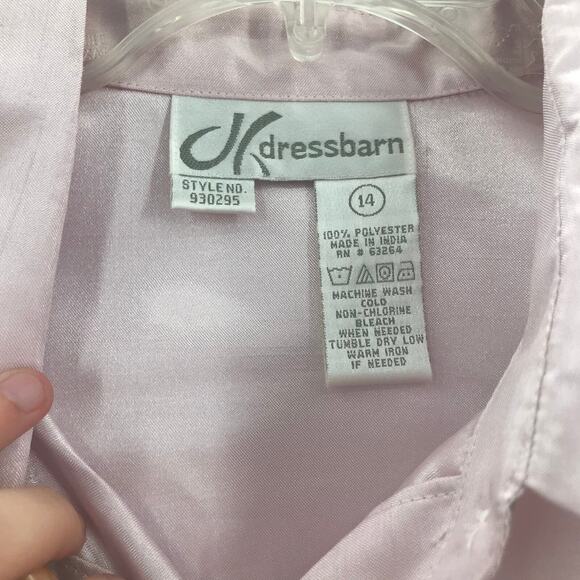 dressbarn
STYLE NO.
930295
14
100% POLYESTER
MADE IN INDIA
RN # 63264
MACHINE WASH
COLD
NON-CHLORINE
BLEACH
WHEN NEEDED
TUMBLE DRY LOW
WARM IRON
IF NEEDED